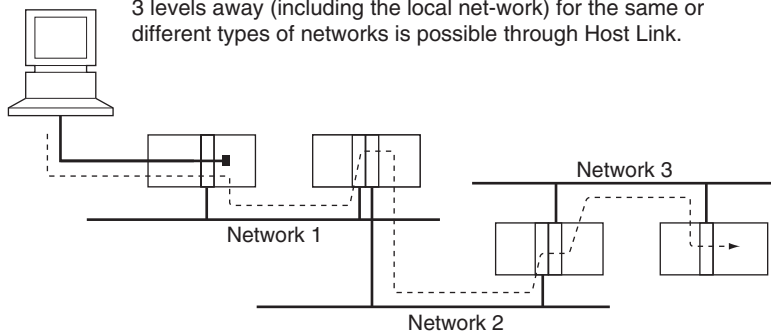 3 levels away (including the local net-work) for the same or
different types of networks is possible through Host Link.
Network 3
Network 1
Network 2